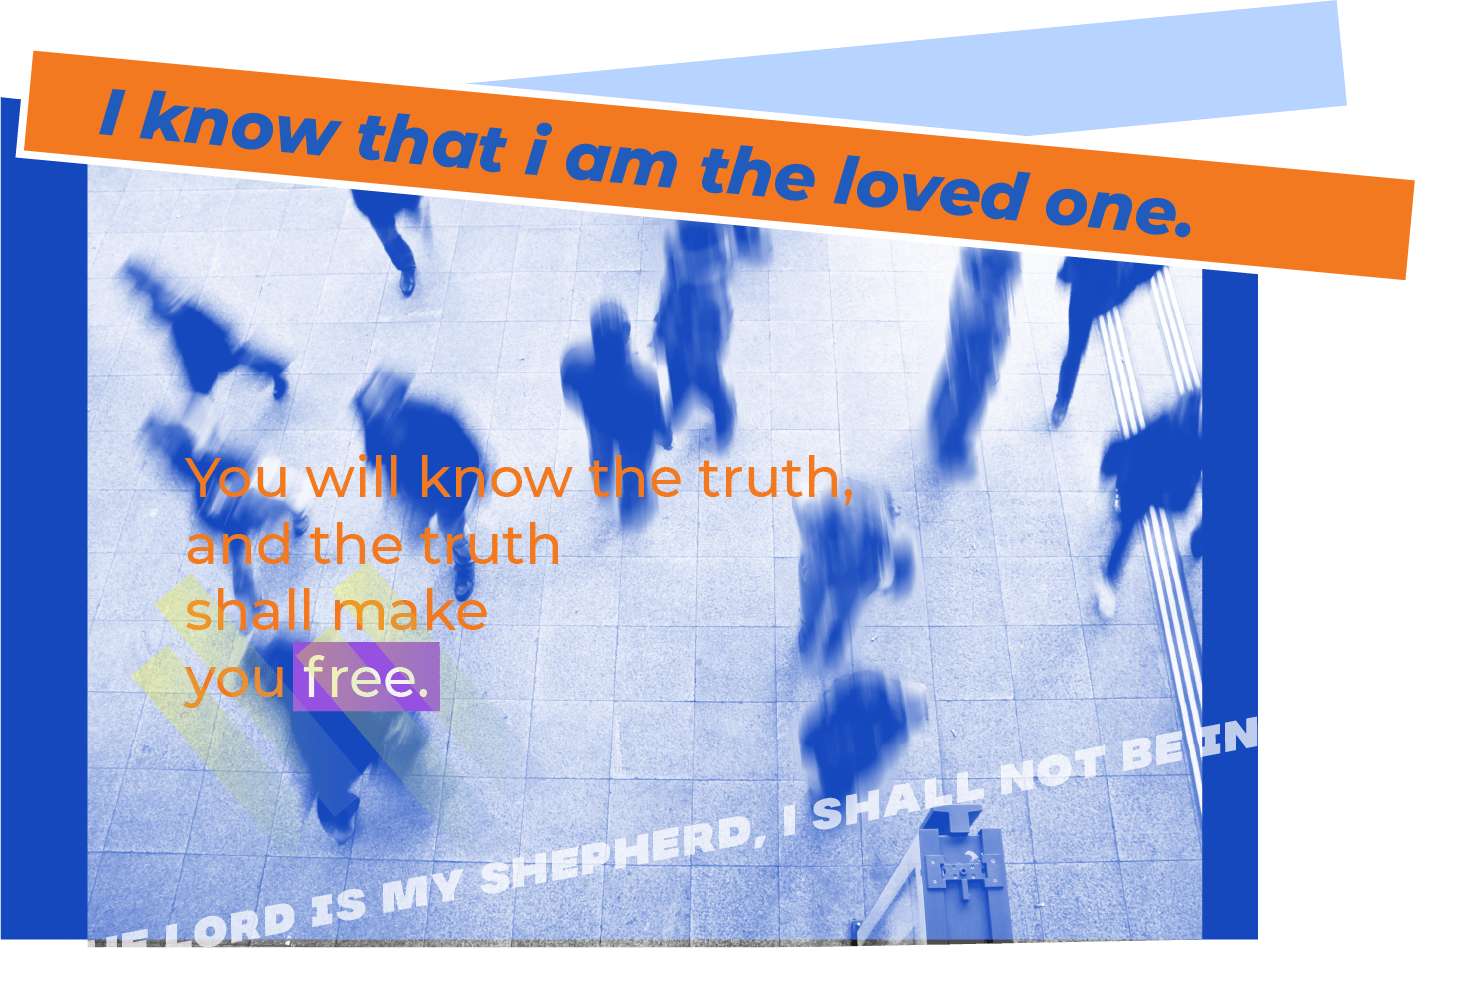 I know that i am the loved one.
You will know the truth,
and the truth
shall make
you free.
LORD IS MY SHEPHERD, I SHALL NOT BE IN